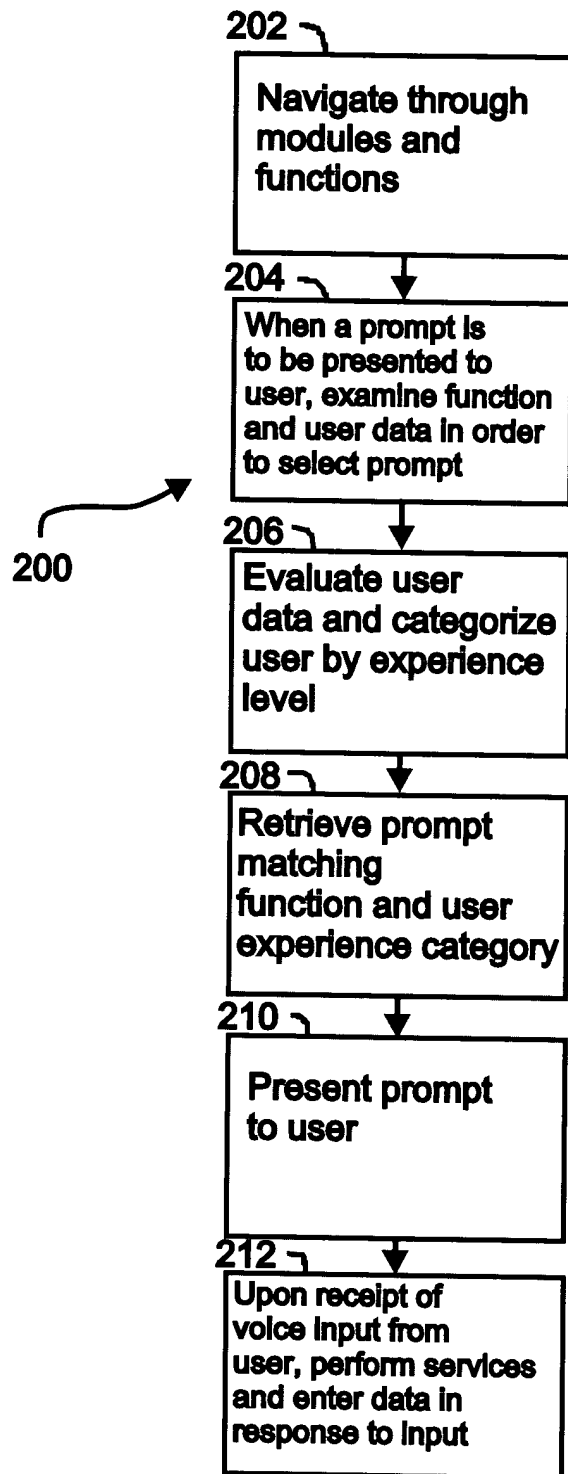 202
Navigate through
modules and
functions
204
When a prompt is
to be presented to
user, examine function
and user data in order
to select prompt
200
206
Evaluate user
data and categorize
user by experience
level
208
Retrieve prompt
matching
function and user
experience category
210
Present prompt
to user
212
Upon receipt of
voice input from
user, perform services
and enter data in
response to input